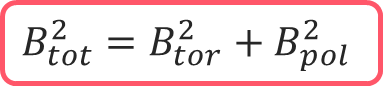 $B_{tot}^{2} = B_{tor}^{2} + B_{pol}^{2}$